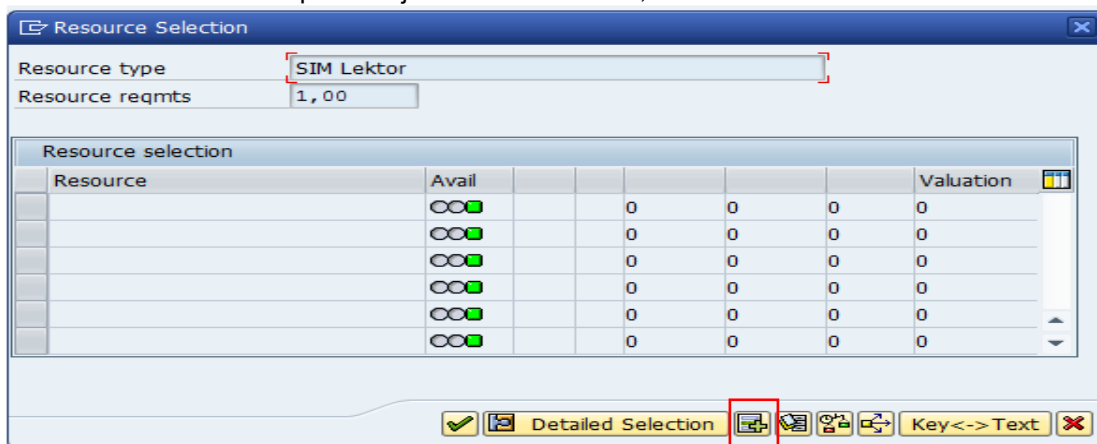 Resource Selection
Resource type SIM Lektor
Resource reqmts 1,00
Resource selection
Resource Avail Valuation
0 0 0 0
0 0 0 0
0 0 0 0
0 0 0 0
0 0 0 0
0 0 0 0
Detailed Selection Key<->Text